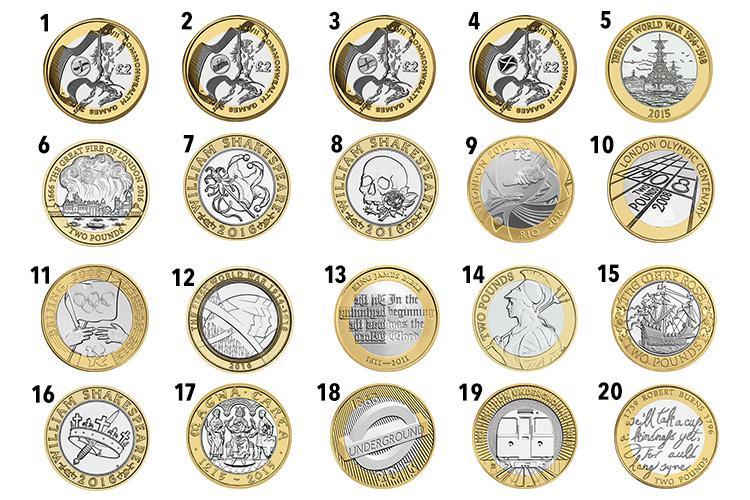 1
XVII COMMONWEALTH GAMES
£2
2
XVII COMMONWEALTH GAMES
£2
3
XVII COMMONWEALTH GAMES
£2
4
XVII COMMONWEALTH GAMES
£2
5
THE FIRST WORLD WAR 1914-1918
2015
6
1666 THE GREAT FIRE OF LONDON 2016
TWO POUNDS
7
WILLIAM SHAKESPEARE
2016
8
WILLIAM SHAKESPEARE
2016
9
LONDON 2012
RIO 2016
10
LONDON OLYMPIC CENTENARY
1908
TWO
POUNDS
2008
11
BEIJING 2008
12
THE FIRST WORLD WAR 1914-1918
2016
13
KING JAMES BIBLE
In the
beginning
was the
Word
1611-2011
14
TWO POUNDS
15
THE MARY ROSE
TWO POUNDS
16
WILLIAM SHAKESPEARE
2016
17
MAGNA CARTA
1215-2015
18
1863
UNDERGROUND
19
20
1759 ROBERT BURNS 1796
We'll take a cup
o' kindness yet,
for auld
lang syne
TWO POUNDS